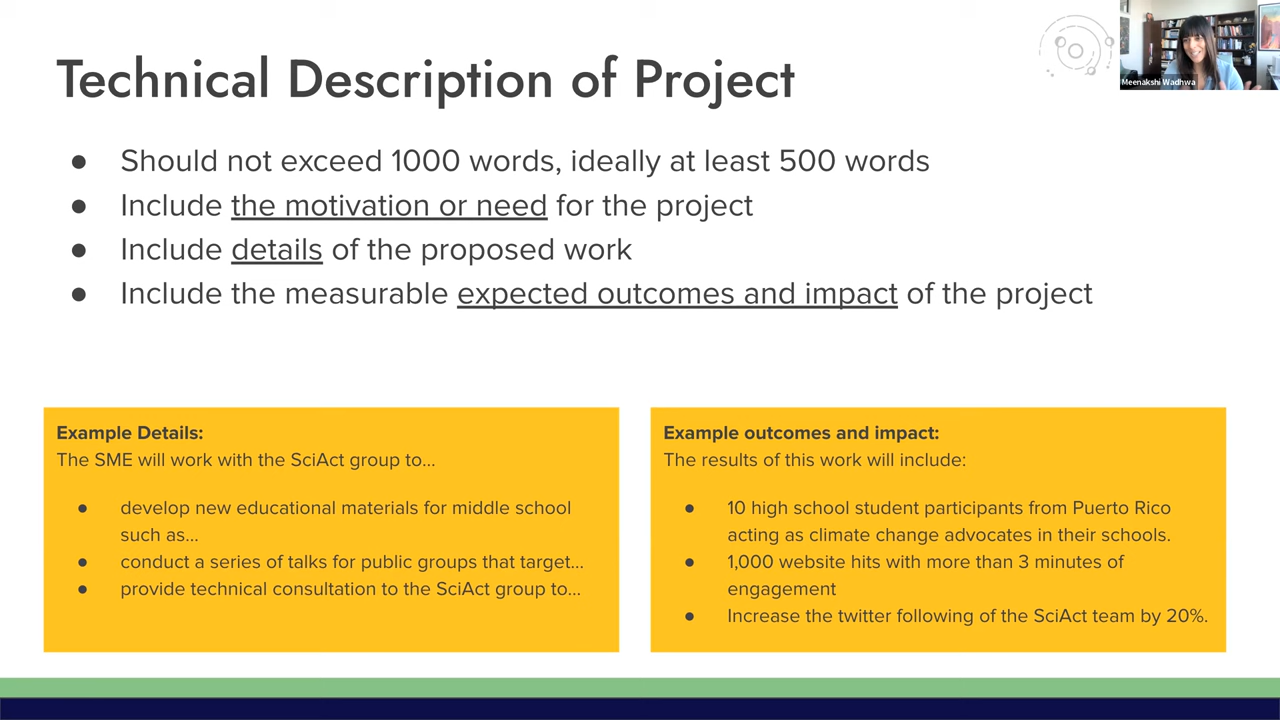 Technical Description of Project
Meenakshi Wadhwa
● Should not exceed 1000 words, ideally at least 500 words
● Include the motivation or need for the project
● Include details of the proposed work
● Include the measurable expected outcomes and impact of the project
Example Details:
The SME will work with the SciAct group to...
● develop new educational materials for middle school
such as...
● conduct a series of talks for public groups that target...
● provide technical consultation to the SciAct group to...
Example outcomes and impact:
The results of this work will include:
● 10 high school student participants from Puerto Rico
acting as climate change advocates in their schools.
● 1,000 website hits with more than 3 minutes of
engagement
● Increase the twitter following of the SciAct team by 20%.